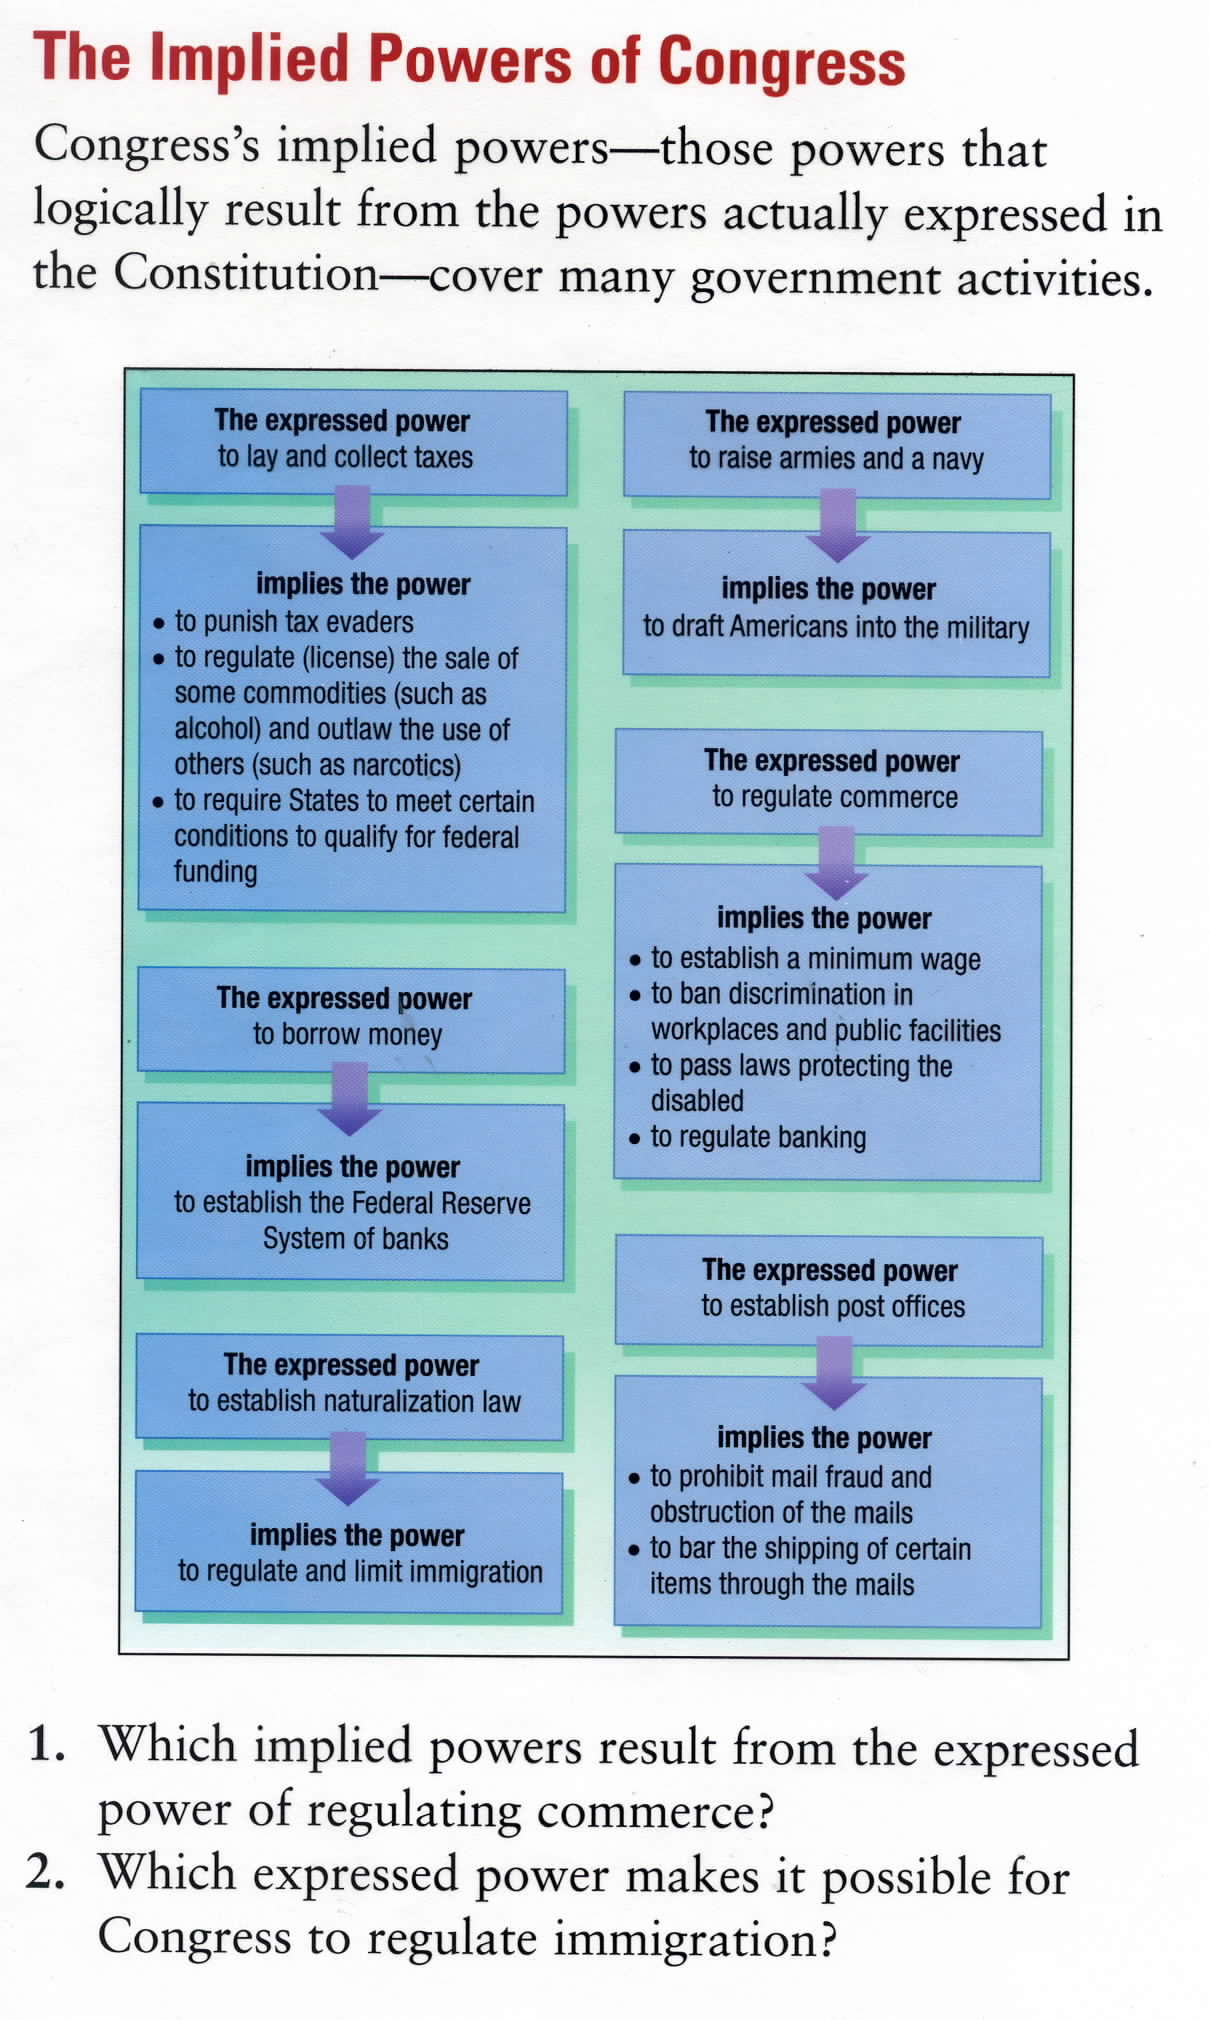 The Implied Powers of Congress
Congress's implied powers—those powers that
logically result from the powers actually expressed in
the Constitution—cover many government activities.
The expressed power
to lay and collect taxes
implies the power
• to punish tax evaders
• to regulate (license) the sale of
some commodities (such as
alcohol) and outlaw the use of
others (such as narcotics)
• to require States to meet certain
conditions to qualify for federal
funding
The expressed power
to borrow money
implies the power
to establish the Federal Reserve
System of banks
The expressed power
to establish naturalization law
implies the power
to regulate and limit immigration
The expressed power
to raise armies and a navy
implies the power
to draft Americans into the military
The expressed power
to regulate commerce
implies the power
• to establish a minimum wage
• to ban discrimination in
workplaces and public facilities
• to pass laws protecting the
disabled
• to regulate banking
The expressed power
to establish post offices
implies the power
• to prohibit mail fraud and
obstruction of the mails
• to bar the shipping of certain
items through the mails
1. Which implied powers result from the expressed
power of regulating commerce?
2. Which expressed power makes it possible for
Congress to regulate immigration?